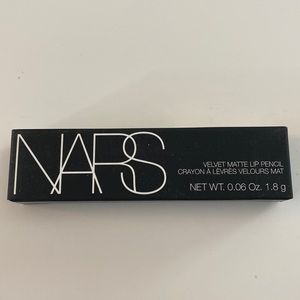 NARS
VELVET MATTE LIP PENCIL
CRAYON À LÈVRES VELOURS MAT
NET WT. 0.06 Oz. 1.8 g